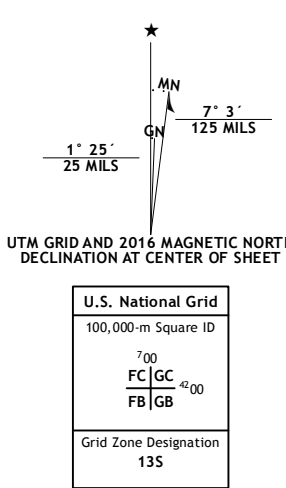 ★
MN
GN
7° 3´
125 MILS
1° 25´
25 MILS
UTM GRID AND 2016 MAGNETIC NORTH
DECLINATION AT CENTER OF SHEET
U.S. National Grid
100,000-m Square ID
700
FC GC
4200
FB GB
Grid Zone Designation
13S